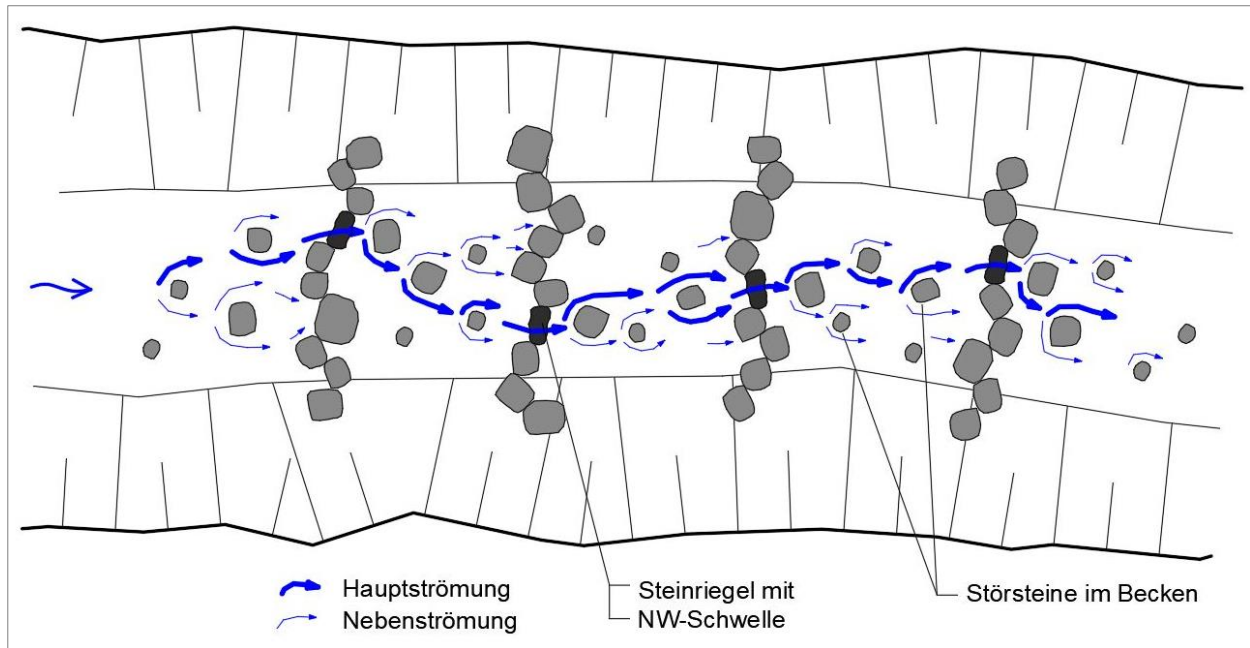 Hauptströmung
Nebenströmung
Steinriegel mit
NW-Schwelle
Störsteine im Becken